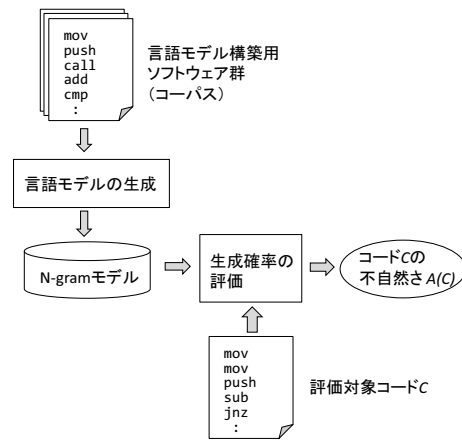 mov
push
call
add
cmp
:
言語モデル構築用
ソフトウェア群
(コーパス)
言語モデルの生成
N-gramモデル
生成確率の
評価
コードCの
不自然さA(C)
mov
mov
push
sub
jnz
:
評価対象コードC